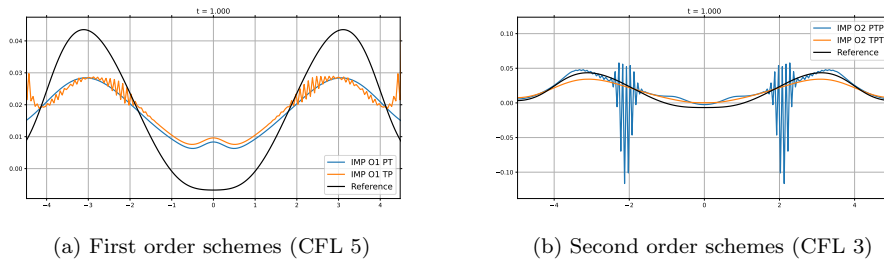 t = 1.000
0.04
0.03
0.02
0.01
0.00
−4
−3
−2
−1
0
1
2
3
4
IMP O1 PT
IMP O1 TP
Reference
(a) First order schemes (CFL 5)
t = 1.000
0.10
0.05
0.00
−0.05
−0.10
−4
−2
0
2
4
IMP O2 PTP
IMP O2 TPT
Reference
(b) Second order schemes (CFL 3)